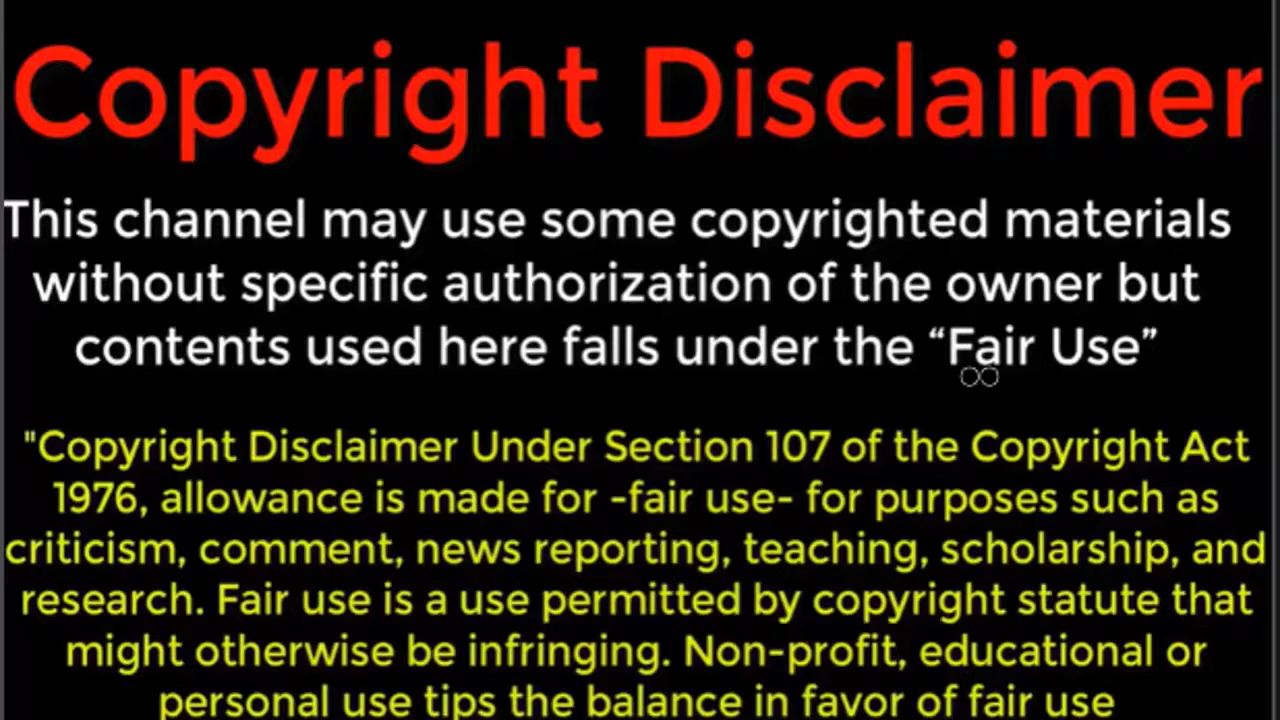 Copyright Disclaimer
This channel may use some copyrighted materials
without specific authorization of the owner but
contents used here falls under the “Fair Use”
"Copyright Disclaimer Under Section 107 of the Copyright Act
1976, allowance is made for -fair use- for purposes such as
criticism, comment, news reporting, teaching, scholarship, and
research. Fair use is a use permitted by copyright statute that
might otherwise be infringing. Non-profit, educational or
personal use tips the balance in favor of fair use